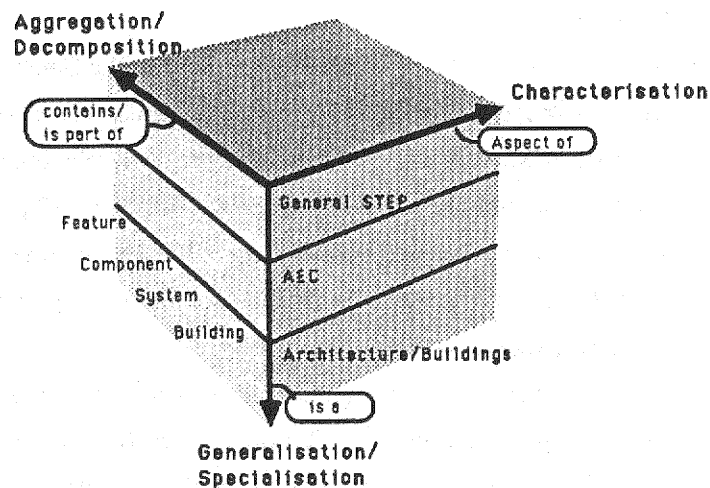 Aggregation/
Decomposition
Characterisation
contains/
is part of
Aspect of
General STEP
Feature
Component
AEC
System
Building
Architecture/Buildings
is a
Generalisation/
Specialisation